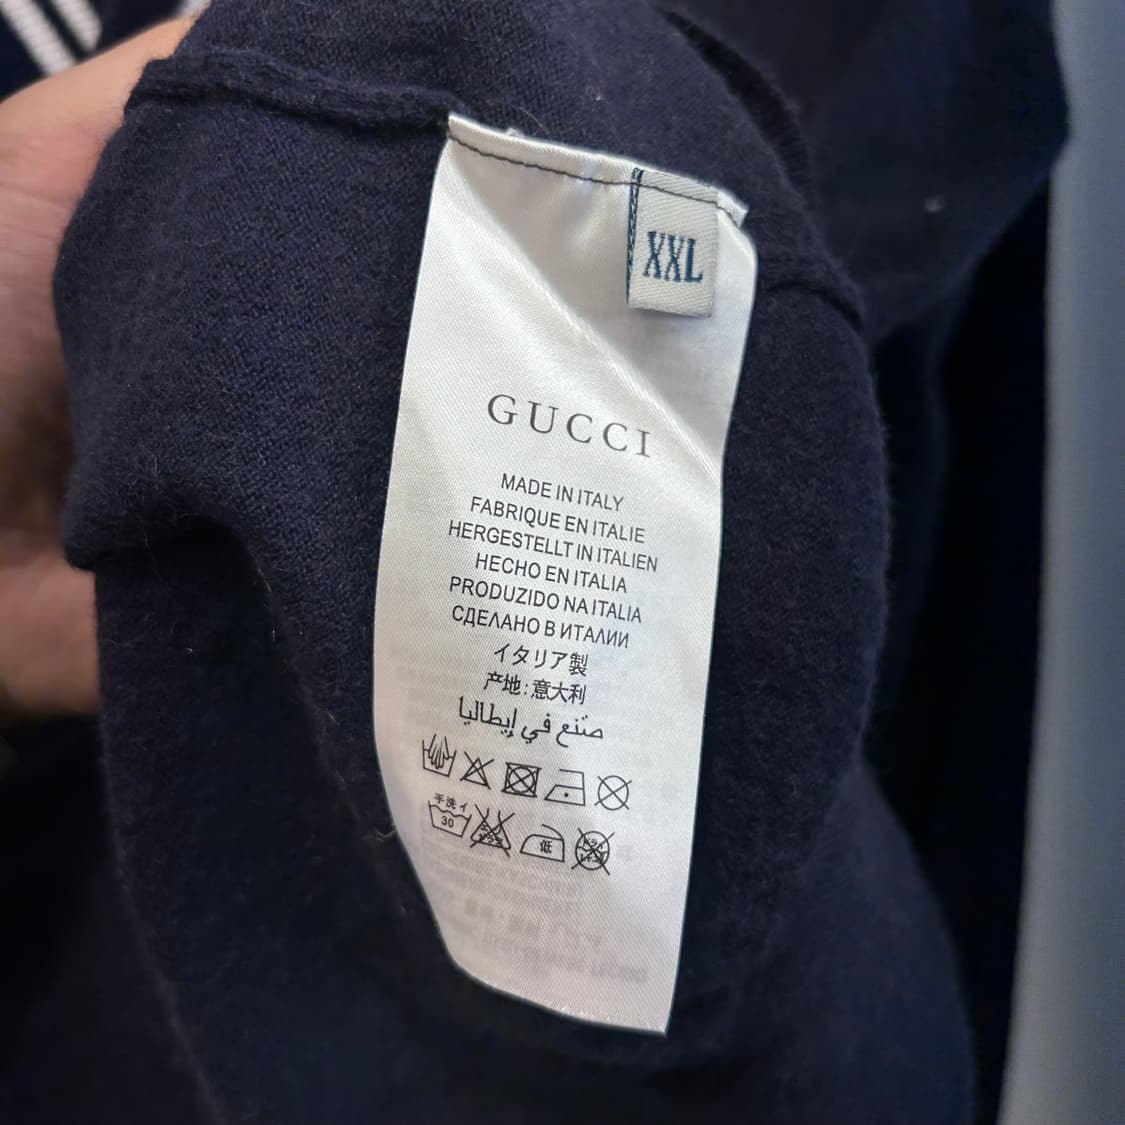 XXL
GUCCI
MADE IN ITALY
FABRIQUE EN ITALIE
HERGESTELLT IN ITALIEN
HECHO EN ITALIA
PRODUZIDO NA ITALIA
СДЕЛАНО В ИТАЛИИ
イタリア製
产地:意大利
صنع في إيطاليا
手洗イ
30
低